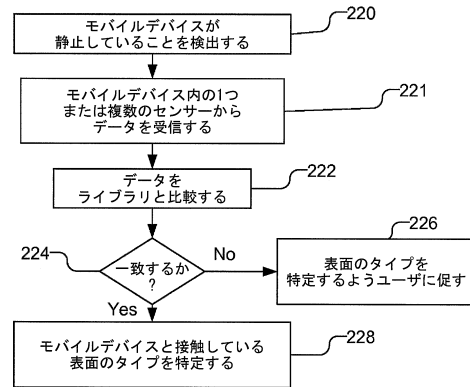 モバイルデバイスが
静止していることを検出する
220
モバイルデバイス内の1つ
または複数のセンサーから
データを受信する
221
データを
ライブラリと比較する
222
224
一致するか
?
No
Yes
226
表面のタイプを
特定するようユーザに促す
モバイルデバイスと接触している
表面のタイプを特定する
228